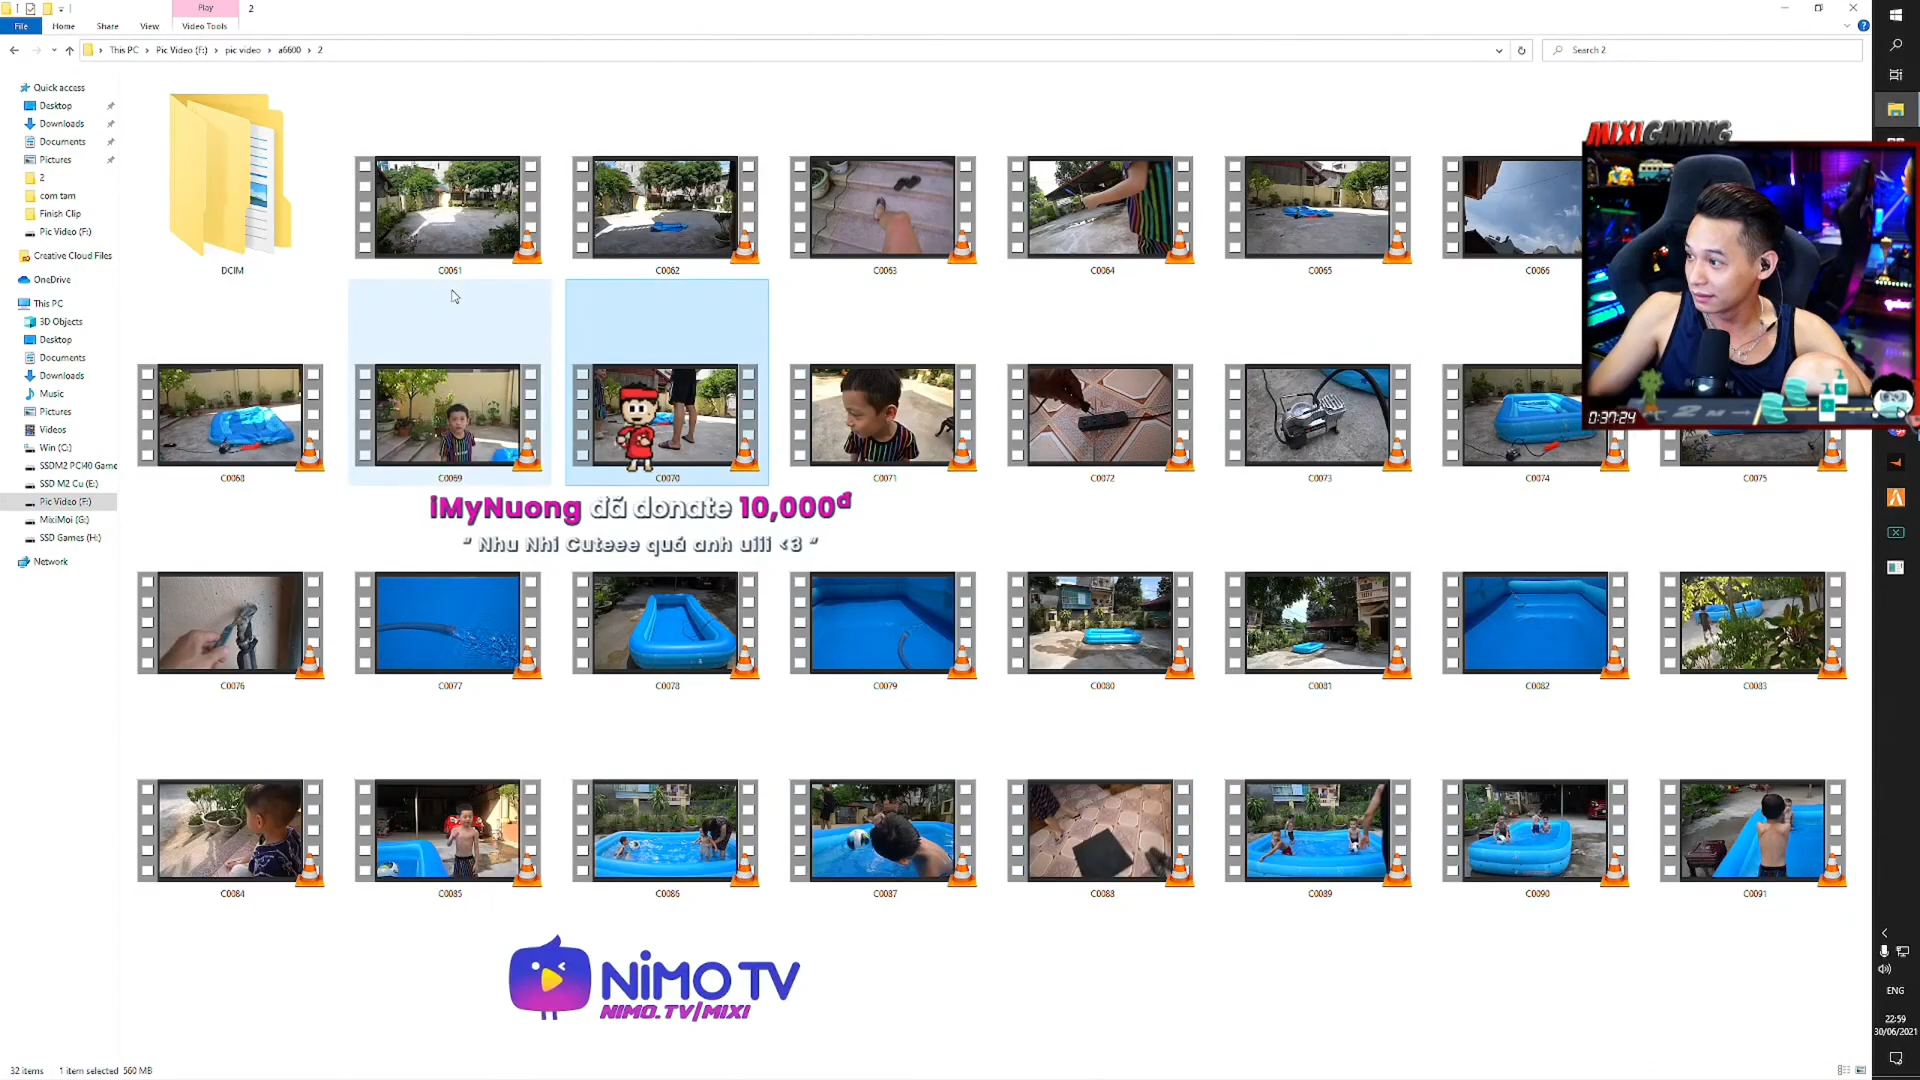 Play
2
File
Home
Share
View
Video Tools
This PC
Pic Video (F:)
pic video
a6600
2
Search 2
Quick access
Desktop
Downloads
Documents
Pictures
2
com tam
Finish Clip
Pic Video (F:)
Creative Cloud Files
OneDrive
This PC
3D Objects
Desktop
Documents
Downloads
Music
Pictures
Videos
Win (C:)
SSDM2 PCI40 Game
SSD M2 Cu (E:)
Pic Video (F:)
MixiMoi (G:)
SSD Games (H:)
Network
DCIM
C0061
C0062
C0063
C0064
C0065
C0066
MIXIGAMING
0:37:24
C0068
C0069
C0070
C0071
C0072
C0073
C0074
C0075
iMyNuong đã donate 10,000đ
" Nhu Nhi Cuteee quá anh uiii <3 "
C0076
C0077
C0078
C0079
C0080
C0081
C0082
C0083
C0084
C0085
C0086
C0087
C0088
C0089
C0090
C0091
NIMO TV
NIMO.TV/MIXI
32 items
1 item selected 560 MB
ENG
22:59
30/06/2021